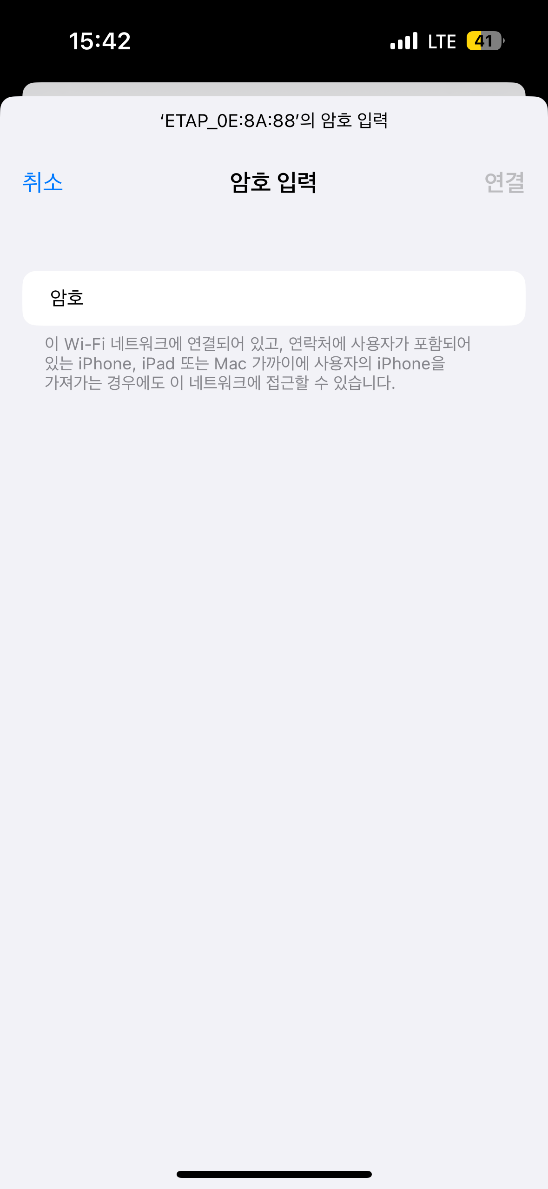 15:42
LTE
41
‘ETAP_0E:8A:88’의 암호 입력
취소
암호 입력
연결
암호
이 Wi-Fi 네트워크에 연결되어 있고, 연락처에 사용자가 포함되어
있는 iPhone, iPad 또는 Mac 가까이에 사용자의 iPhone을
가져가는 경우에도 이 네트워크에 접근할 수 있습니다.